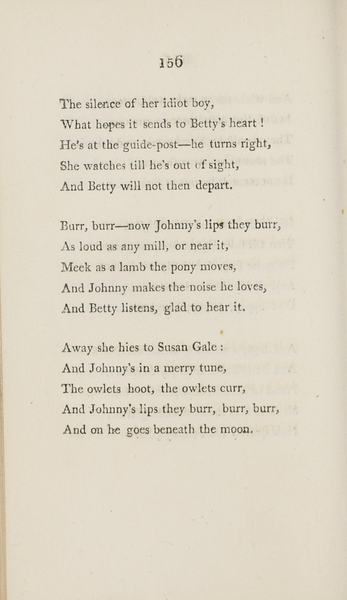 156
The silence of her idiot boy,
What hopes it sends to Betty's heart!
He's at the guide-post—he turns right,
She watches till he's out of sight,
And Betty will not then depart.
Burr, burr—now Johnny's lips they burr,
As loud as any mill, or near it,
Meek as a lamb the pony moves,
And Johnny makes the noise he loves,
And Betty listens, glad to hear it.
Away she hies to Susan Gale:
And Johnny's in a merry tune,
The owlets hoot, the owlets curr,
And Johnny's lips they burr, burr, burr,
And on he goes beneath the moon.